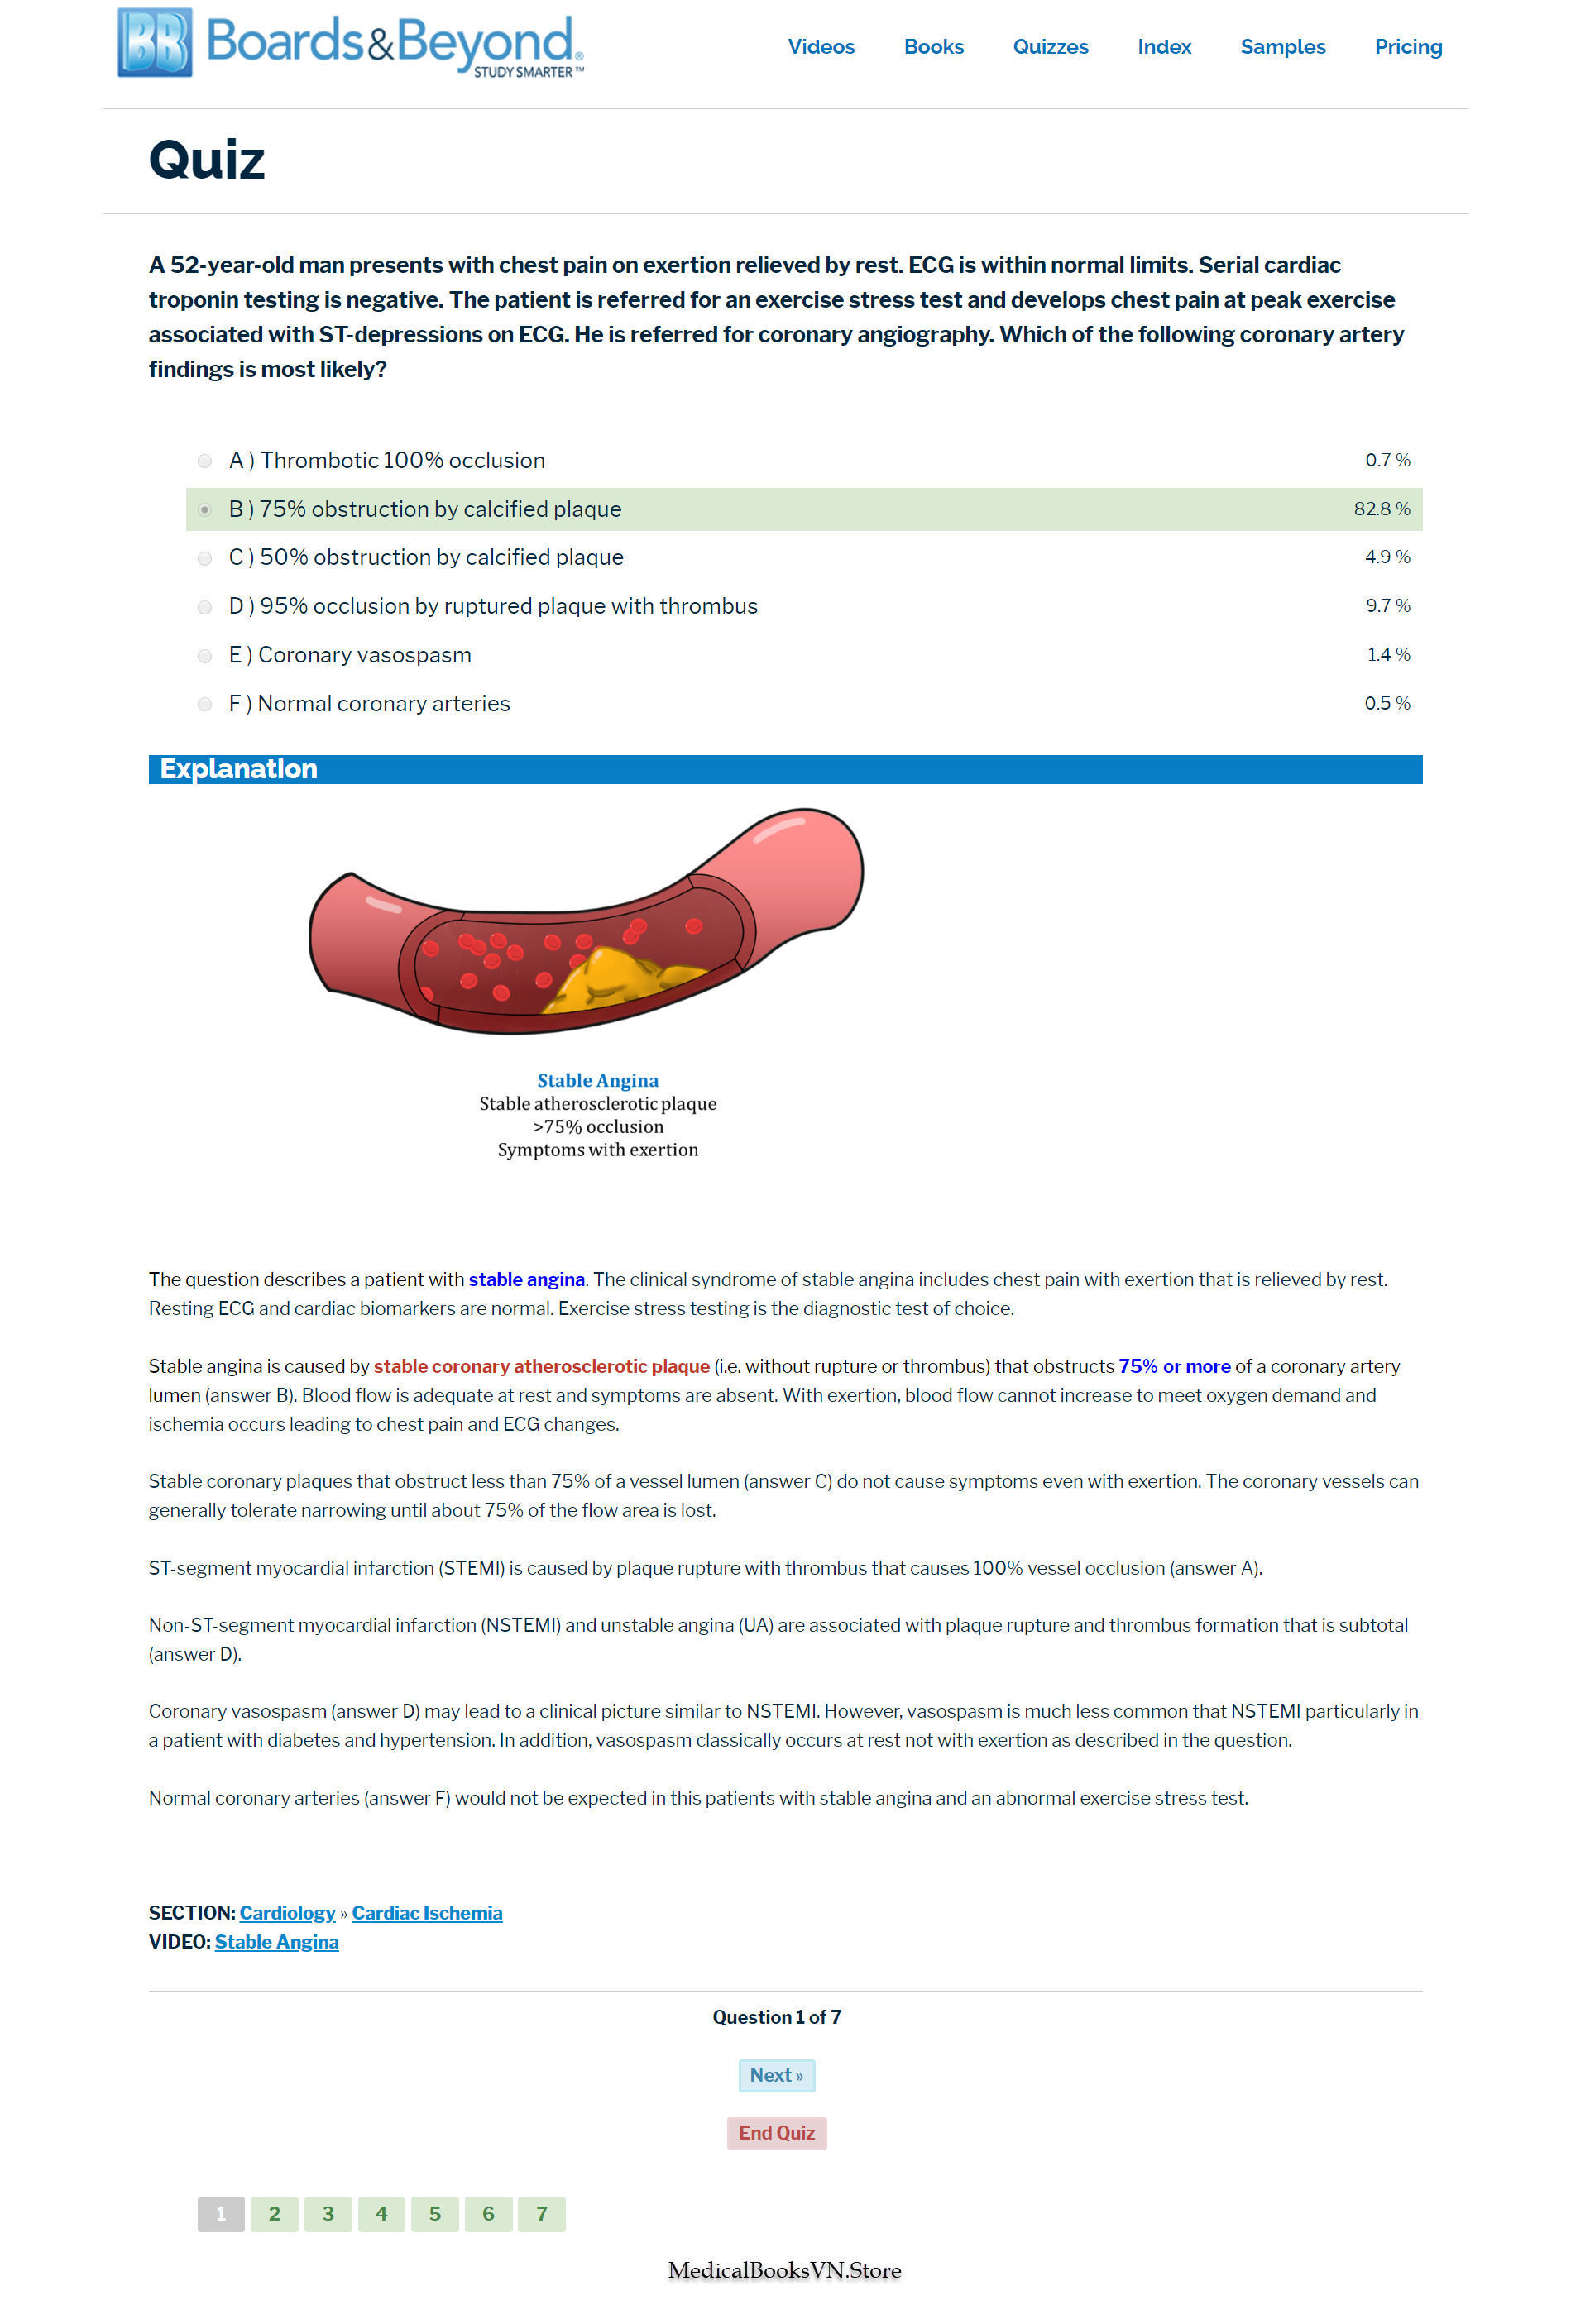 BB Boards&Beyond®
STUDY SMARTER™
Videos Books Quizzes Index Samples Pricing
Quiz
A 52-year-old man presents with chest pain on exertion relieved by rest. ECG is within normal limits. Serial cardiac
troponin testing is negative. The patient is referred for an exercise stress test and develops chest pain at peak exercise
associated with ST-depressions on ECG. He is referred for coronary angiography. Which of the following coronary artery
findings is most likely?
A ) Thrombotic 100% occlusion 0.7 %
B ) 75% obstruction by calcified plaque 82.8 %
C ) 50% obstruction by calcified plaque 4.9 %
D ) 95% occlusion by ruptured plaque with thrombus 9.7 %
E ) Coronary vasospasm 1.4 %
F ) Normal coronary arteries 0.5 %
Explanation
Stable Angina
Stable atherosclerotic plaque
>75% occlusion
Symptoms with exertion
The question describes a patient with stable angina. The clinical syndrome of stable angina includes chest pain with exertion that is relieved by rest.
Resting ECG and cardiac biomarkers are normal. Exercise stress testing is the diagnostic test of choice.
Stable angina is caused by stable coronary atherosclerotic plaque (i.e. without rupture or thrombus) that obstructs 75% or more of a coronary artery
lumen (answer B). Blood flow is adequate at rest and symptoms are absent. With exertion, blood flow cannot increase to meet oxygen demand and
ischemia occurs leading to chest pain and ECG changes.
Stable coronary plaques that obstruct less than 75% of a vessel lumen (answer C) do not cause symptoms even with exertion. The coronary vessels can
generally tolerate narrowing until about 75% of the flow area is lost.
ST-segment myocardial infarction (STEMI) is caused by plaque rupture with thrombus that causes 100% vessel occlusion (answer A).
Non-ST-segment myocardial infarction (NSTEMI) and unstable angina (UA) are associated with plaque rupture and thrombus formation that is subtotal
(answer D).
Coronary vasospasm (answer D) may lead to a clinical picture similar to NSTEMI. However, vasospasm is much less common that NSTEMI particularly in
a patient with diabetes and hypertension. In addition, vasospasm classically occurs at rest not with exertion as described in the question.
Normal coronary arteries (answer F) would not be expected in this patients with stable angina and an abnormal exercise stress test.
SECTION: Cardiology » Cardiac Ischemia
VIDEO: Stable Angina
Question 1 of 7
Next »
End Quiz
1 2 3 4 5 6 7
MedicalBooksVN.Store